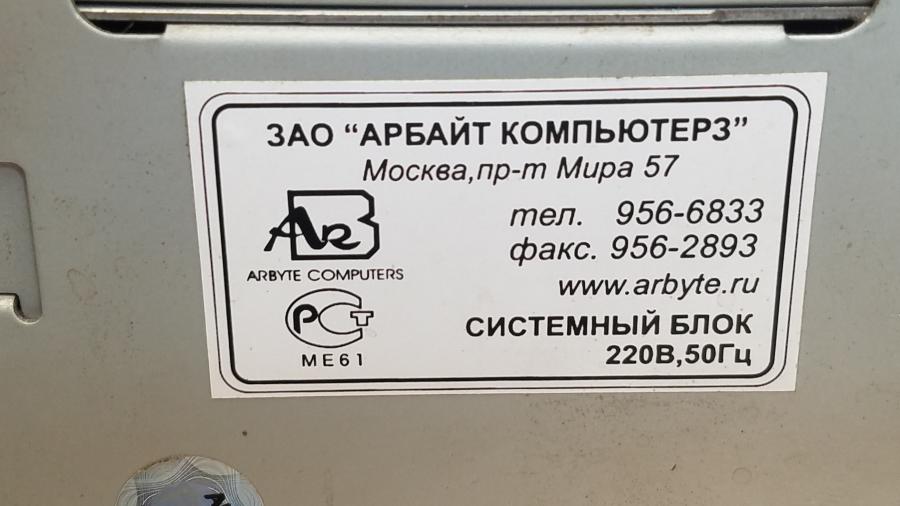 ЗАО “АРБАЙТ КОМПЬЮТЕРЗ”
Москва,пр-т Мира 57
тел. 956-6833
факс. 956-2893
www.arbyte.ru
ARBYTE COMPUTERS
РСТ
МЕ61
СИСТЕМНЫЙ БЛОК
220В,50Гц